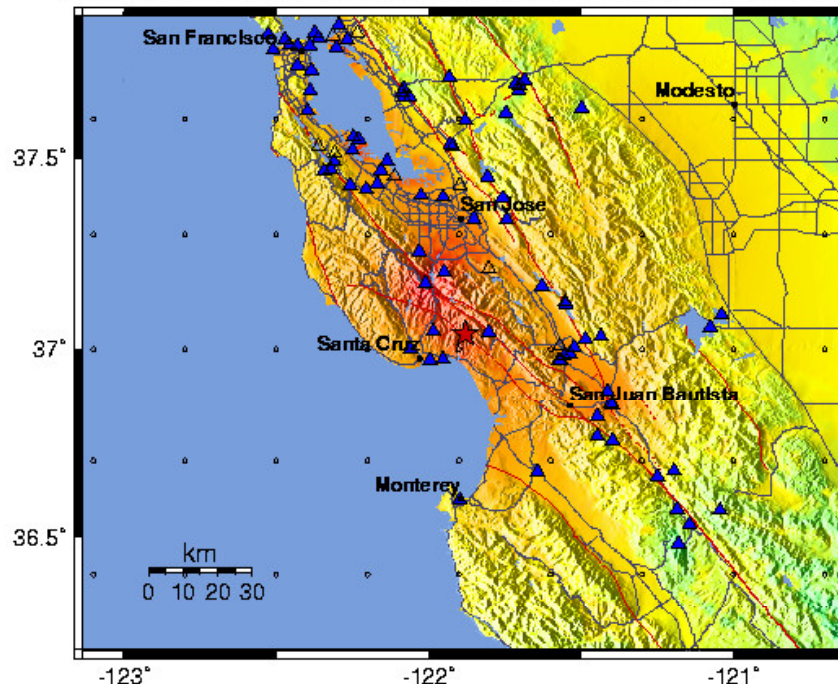 San Francisco
Modesto
37.5°
San Jose
37°
Santa Cruz
San Juan Bautista
Monterey
36.5°
km
0 10 20 30
-123° -122° -121°